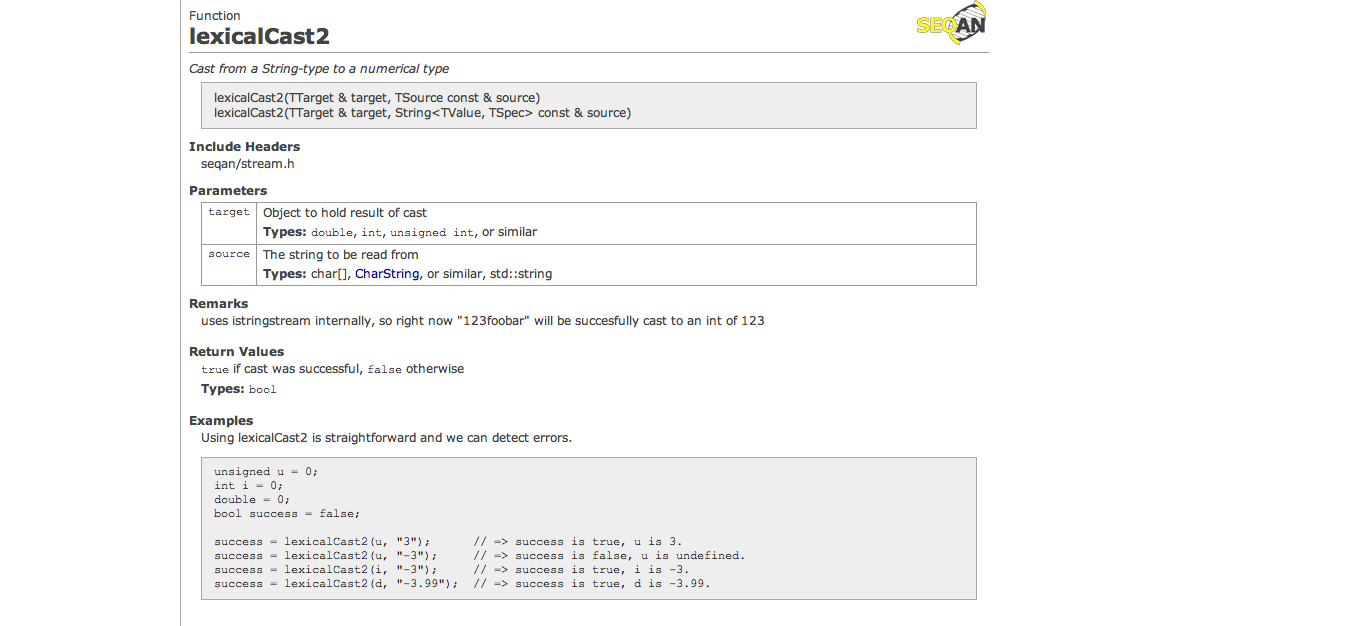 Function
lexicalCast2
SEQAN
Cast from a String-type to a numerical type
lexicalCast2(TTarget & target, TSource const & source)
lexicalCast2(TTarget & target, String<TValue, TSpec> const & source)
Include Headers
seqan/stream.h
Parameters
target Object to hold result of cast
Types: double, int, unsigned int, or similar
source The string to be read from
Types: char[], CharString, or similar, std::string
Remarks
uses istringstream internally, so right now "123foobar" will be succesfully cast to an int of 123
Return Values
true if cast was successful, false otherwise
Types: bool
Examples
Using lexicalCast2 is straightforward and we can detect errors.
unsigned u = 0;
int i = 0;
double = 0;
bool success = false;
success = lexicalCast2(u, "3"); // => success is true, u is 3.
success = lexicalCast2(u, "-3"); // => success is false, u is undefined.
success = lexicalCast2(i, "-3"); // => success is true, i is -3.
success = lexicalCast2(d, "-3.99"); // => success is true, d is -3.99.